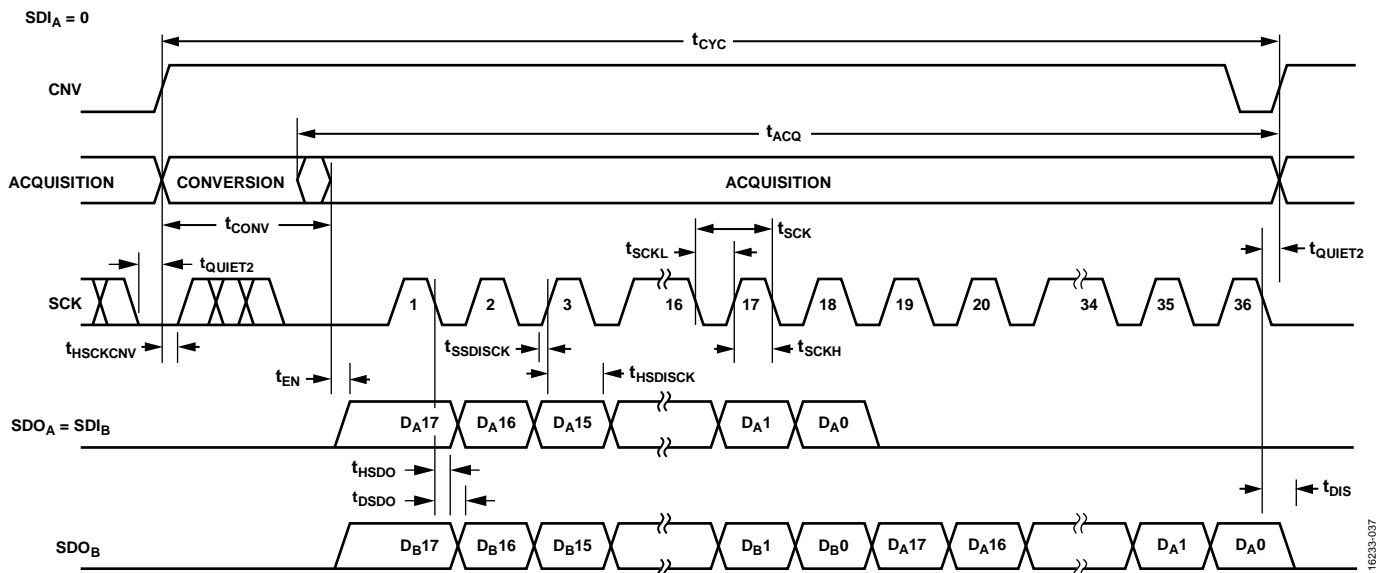 SDIA = 0
tCYC
CNV
tACQ
ACQUISITION CONVERSION ACQUISITION
tCONV
tSCK
tSCKL
tQUIET2 tQUIET2
SCK 1 2 3 16 17 18 19 20 34 35 36
tHSCKCNV tSSDISCK tSCKH
tEN tHSDISCK
SDOA = SDIB DA17 DA16 DA15 DA1 DA0
tHSDO
tDSDO tDIS
SDOB DB17 DB16 DB15 DB1 DB0 DA17 DA16 DA1 DA0
16233-037